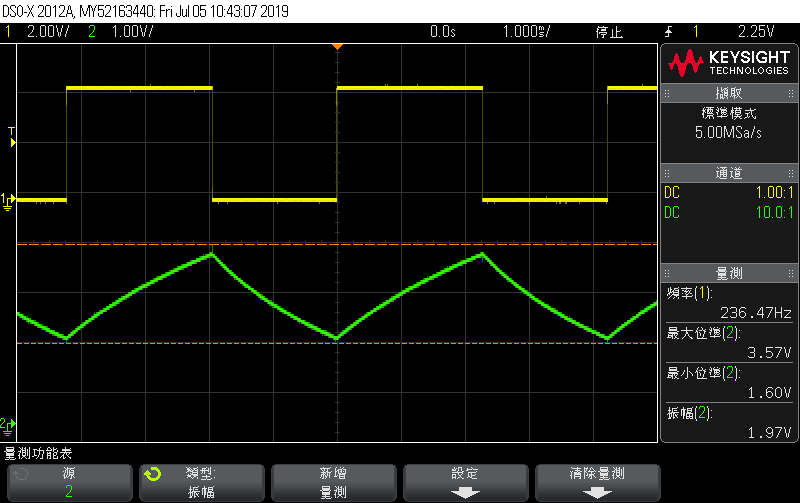 DSO-X 2012A, MY52163440: Fri Jul 05 10:43:07 2019
1 2.00V/ 2 1.00V/ 0.0s 1.000ms/ 停止 1 2.25V
KEYSIGHT
TECHNOLOGIES
擷取
標準模式
5.00MSa/s
通道
DC 1.00:1
DC 10.0:1
量測
頻率(1):
236.47Hz
最大位準(2):
3.57V
最小位準(2):
1.60V
振幅(2):
1.97V
T
1
2
量測功能表
源
2
類型:
振幅
新增
量測
設定
清除量測